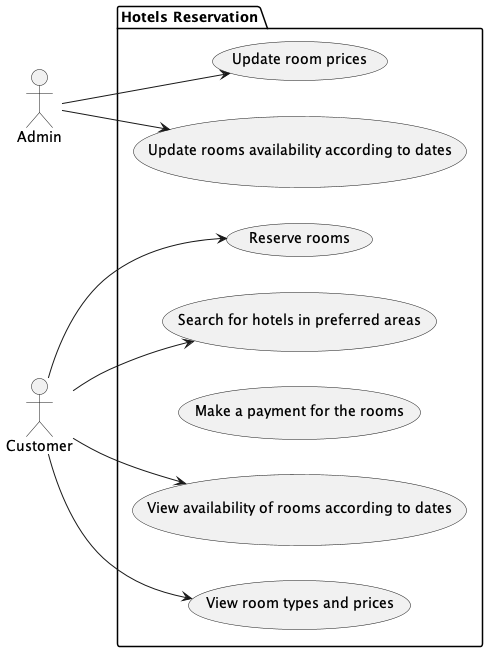 Hotels Reservation
Update room prices
Admin
Update rooms availability according to dates
Reserve rooms
Search for hotels in preferred areas
Make a payment for the rooms
Customer
View availability of rooms according to dates
View room types and prices